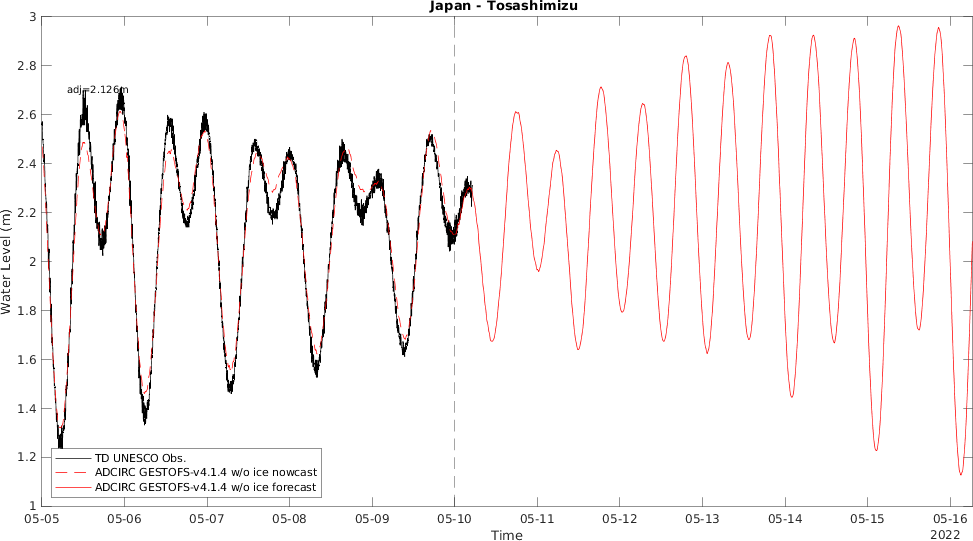 Japan - Tosashimizu
3
2.8
2.6
2.4
2.2
2
1.8
1.6
1.4
1.2
1
Water Level (m)
adj=2.126m
TD UNESCO Obs.
ADCIRC GESTOFS-v4.1.4 w/o ice nowcast
ADCIRC GESTOFS-v4.1.4 w/o ice forecast
05-05 05-06 05-07 05-08 05-09 05-10 05-11 05-12 05-13 05-14 05-15 05-16
Time
2022